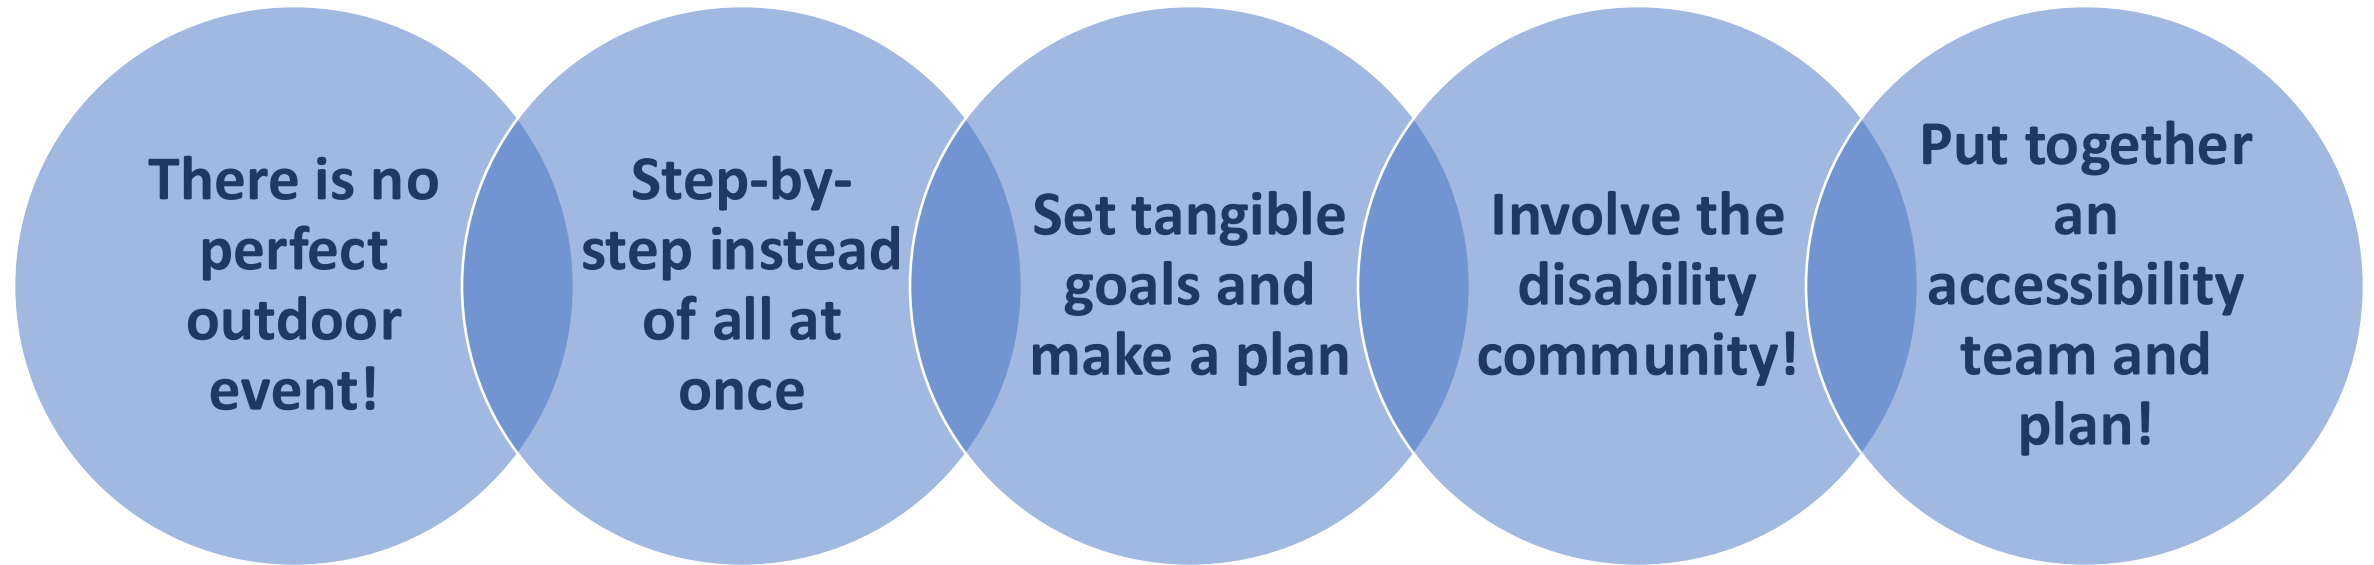 There is no
perfect
outdoor
event!
Step-by-
step instead
of all at
once
Set tangible
goals and
make a plan
Involve the
disability
community!
Put together
an
accessibility
team and
plan!